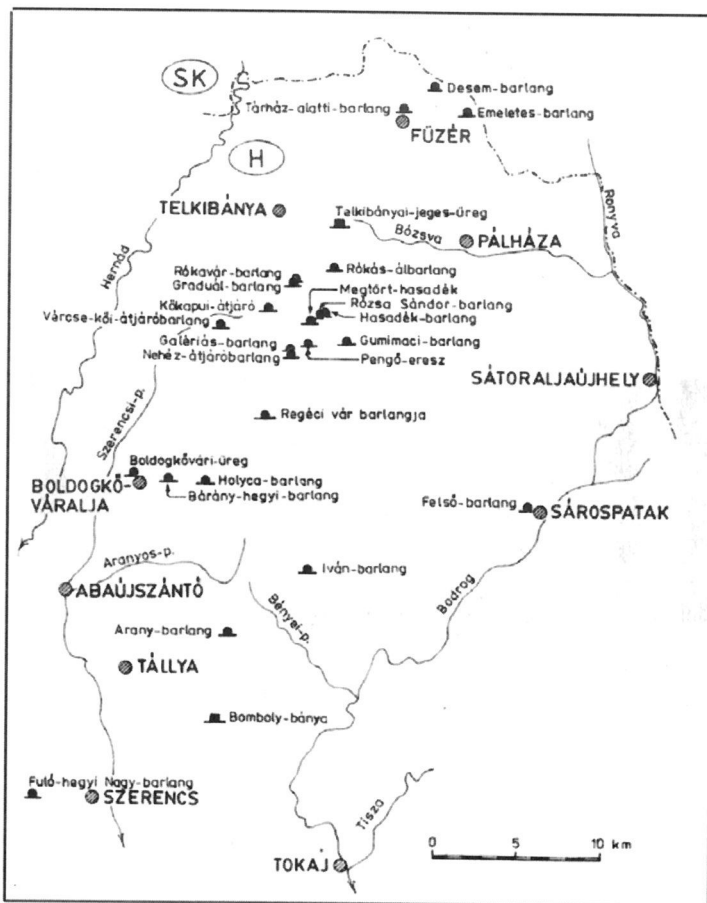 SK
Desem-barlang
Tárház-alatti-barlang
Emeletes-barlang
FÜZÉR
H
TELKIBÁNYA
Telkibányai-jeges-üreg
Bózsva
PÁLHÁZA
Ronyva
Hernád
Rókavár-barlang
Rókás-álbarlang
Graduál-barlang
Megtört-hasadék
Kőkapui-átjáró
Rózsa Sándor-barlang
Várcse-kői-átjáróbarlang
Hasadék-barlang
Galériás-barlang
Gumimaci-barlang
Nehéz-átjáróbarlang
Pengő-eresz
SÁTORALJAÚJHELY
Szerencsi-p.
Regéci vár barlangja
Boldogkővári-üreg
BOLDOGKŐ-
VÁRALJA
Holyca-barlang
Bárány-hegyi-barlang
Felső-barlang
SÁROSPATAK
Aranyos-p.
Iván-barlang
ABAÚJSZÁNTÓ
Bényei-p.
Bodrog
Arany-barlang
TÁLLYA
Bomboly-bánya
Fuló-hegyi Nagy-barlang
SZERENCS
Tisza
0 5 10 km
TOKAJ